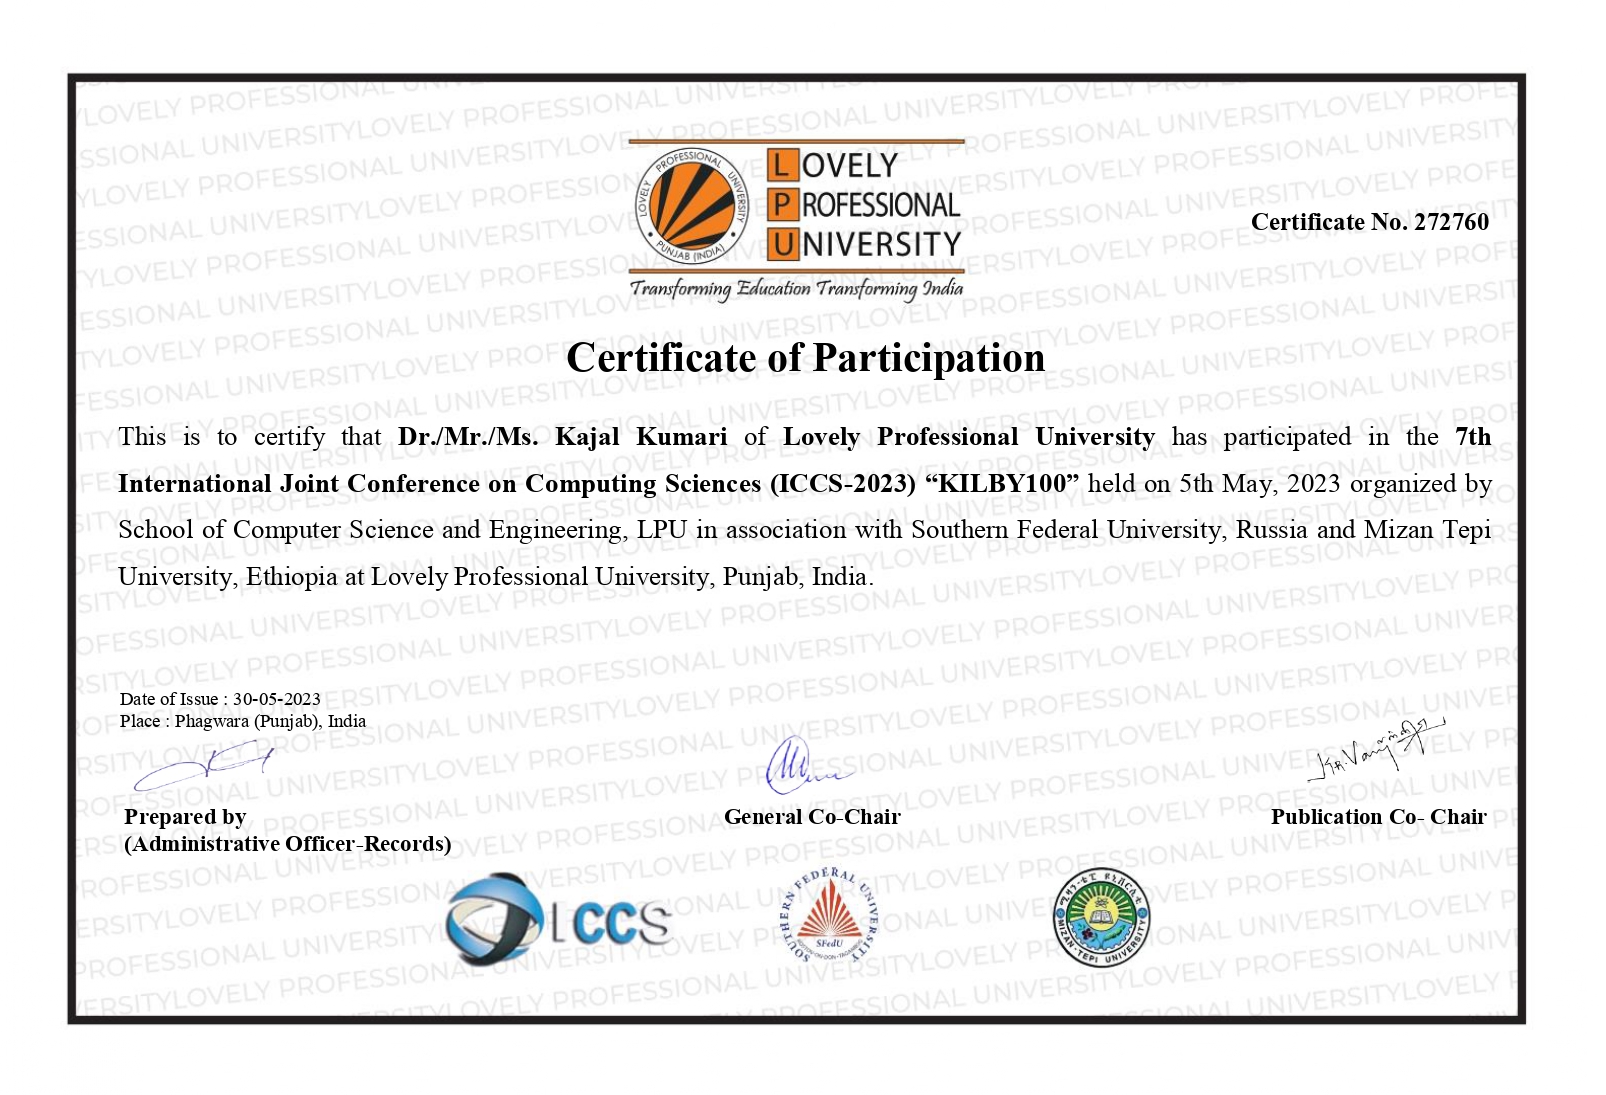 LOVELY PROFESSIONAL UNIVERSITY
PUNJAB (INDIA)
LOVELY
PROFESSIONAL
UNIVERSITY
Transforming Education Transforming India
Certificate No. 272760
Certificate of Participation
This is to certify that Dr./Mr./Ms. Kajal Kumari of Lovely Professional University has participated in the 7th
International Joint Conference on Computing Sciences (ICCS-2023) “KILBY100” held on 5th May, 2023 organized by
School of Computer Science and Engineering, LPU in association with Southern Federal University, Russia and Mizan Tepi
University, Ethiopia at Lovely Professional University, Punjab, India.
Date of Issue : 30-05-2023
Place : Phagwara (Punjab), India
Prepared by
(Administrative Officer-Records)
General Co-Chair
Publication Co- Chair
ICCS
SOUTHERN FEDERAL UNIVERSITY
SFedU
MIZAN-TEPI UNIVERSITY